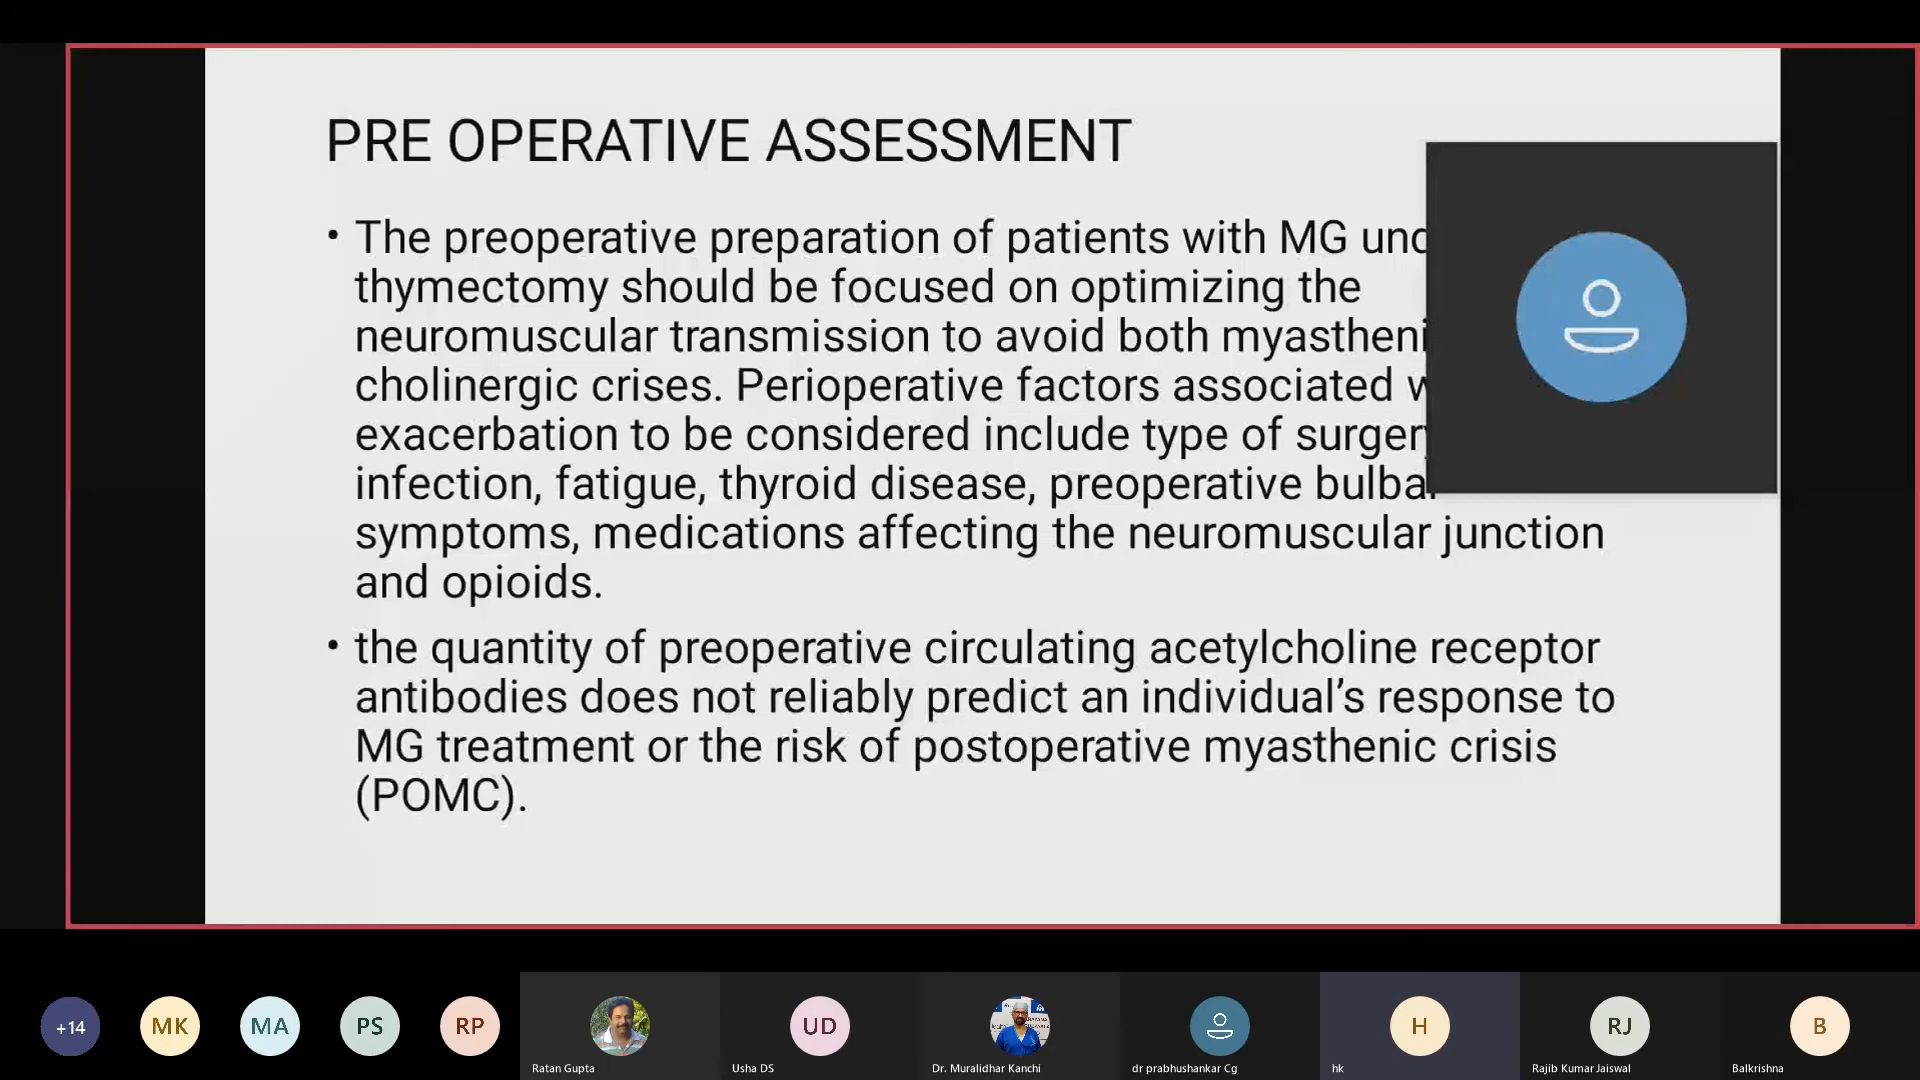 PRE OPERATIVE ASSESSMENT
• The preoperative preparation of patients with MG
thymectomy should be focused on optimizing the
neuromuscular transmission to avoid both
cholinergic crises. Perioperative factors associated
exacerbation to be considered include type of
infection, fatigue, thyroid disease, preoperative
symptoms, medications affecting the neuromuscular junction
and opioids.
• the quantity of preoperative circulating acetylcholine receptor
antibodies does not reliably predict an individual’s response to
MG treatment or the risk of postoperative myasthenic crisis
(POMC).
+14
MK
MA
PS
RP
Ratan Gupta
UD
Usha DS
Dr. Muralidhar Kanchi
dr prabhushankar Cg
H
hk
RJ
Rajib Kumar Jaiswal
B
Balkrishna